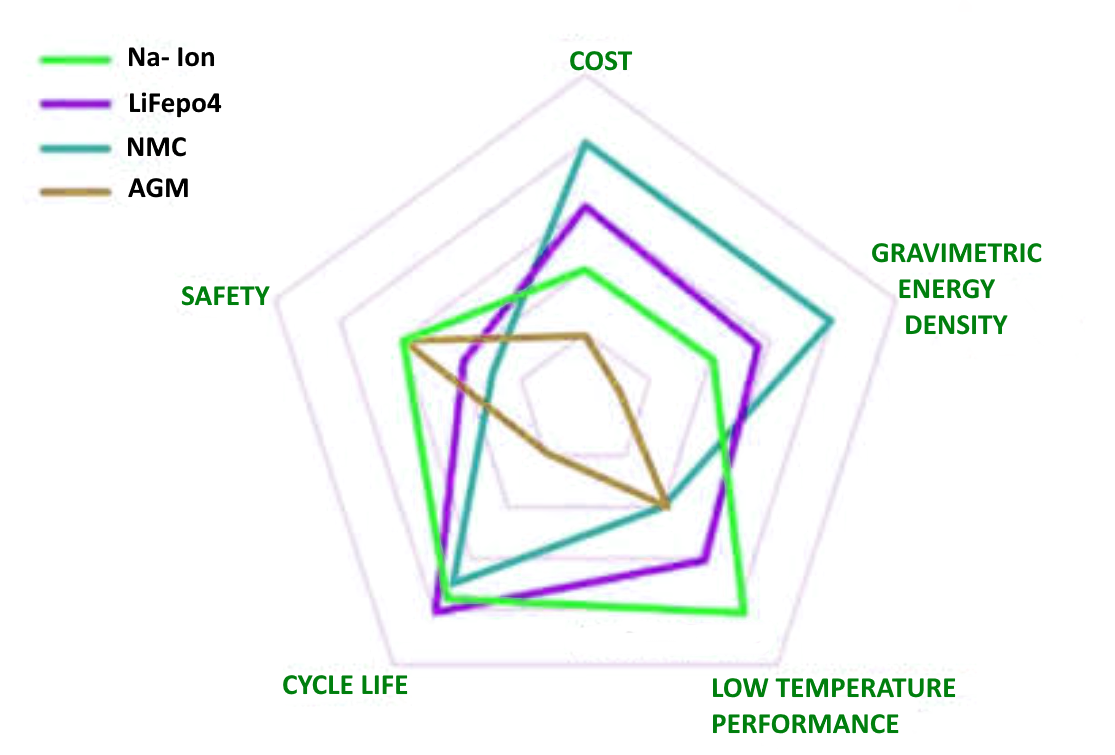 Na- Ion
LiFepo4
NMC
AGM
COST
GRAVIMETRIC
ENERGY
DENSITY
SAFETY
CYCLE LIFE
LOW TEMPERATURE
PERFORMANCE